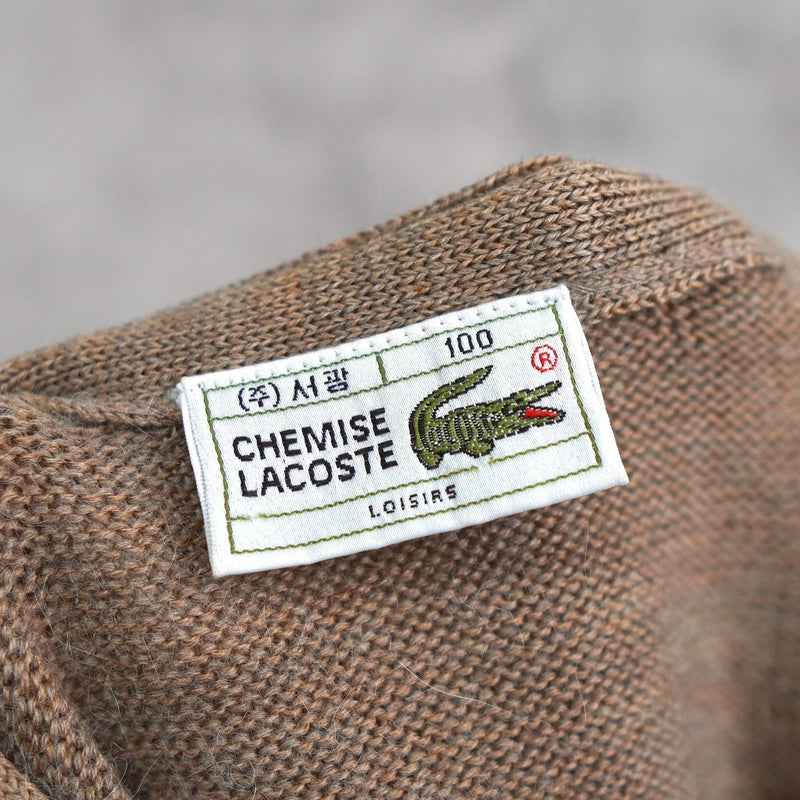 (주) 서광
100
®
CHEMISE
LACOSTE
LOISIRS